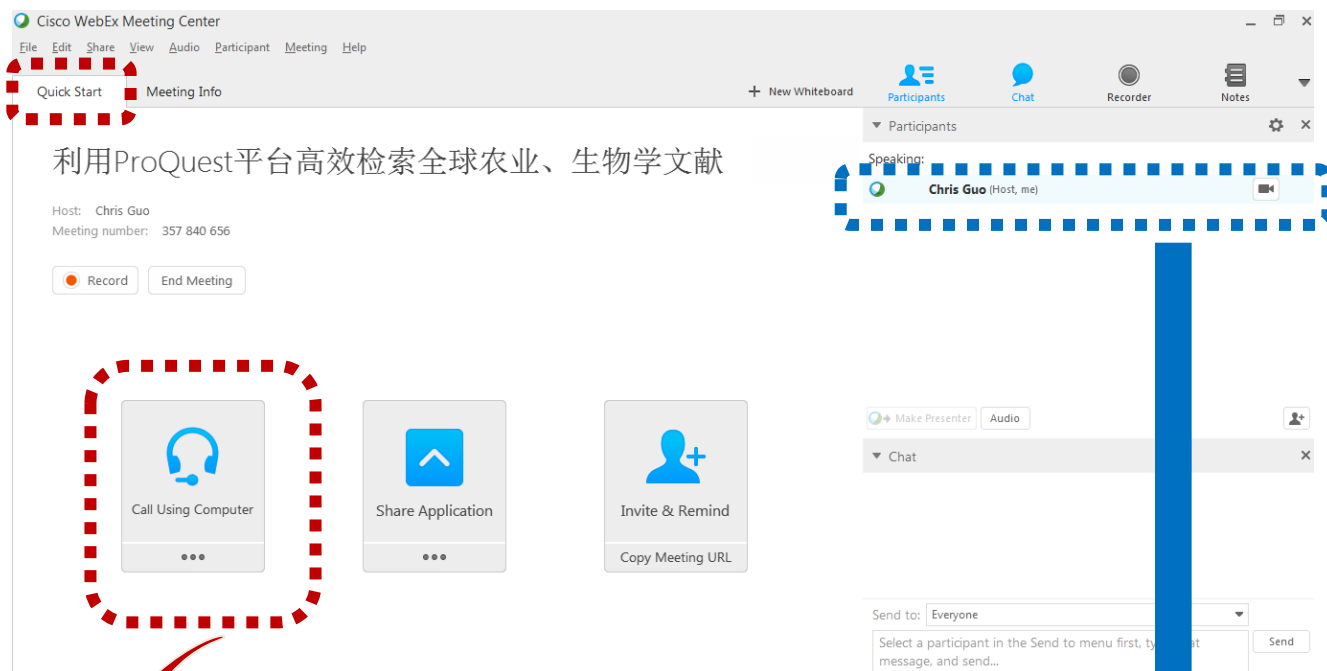 Cisco WebEx Meeting Center
File Edit Share View Audio Participant Meeting Help
Quick Start Meeting Info + New Whiteboard Participants Chat Recorder Notes
利用ProQuest平台高效检索全球农业、生物学文献
Host: Chris Guo
Meeting number: 357 840 656
Record End Meeting
Call Using Computer
Share Application
Invite & Remind
Copy Meeting URL
Participants
Speaking:
Chris Guo (Host, me)
Make Presenter Audio
Chat
Send to: Everyone
Select a participant in the Send to menu first, at
message, and send...
Send